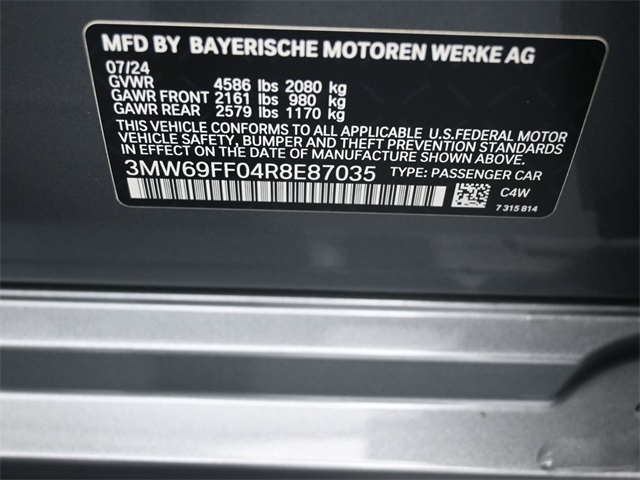 MFD BY BAYERISCHE MOTOREN WERKE AG
07/24
GVWR 4586 lbs 2080 kg
GAWR FRONT 2161 lbs 980 kg
GAWR REAR 2579 lbs 1170 kg
THIS VEHICLE CONFORMS TO ALL APPLICABLE U.S.FEDERAL MOTOR
VEHICLE SAFETY, BUMPER, AND THEFT PREVENTION STANDARDS
IN EFFECT ON THE DATE OF MANUFACTURE SHOWN ABOVE.
3MW69FF04R8E87035 TYPE: PASSENGER CAR
C4W
7 315 814